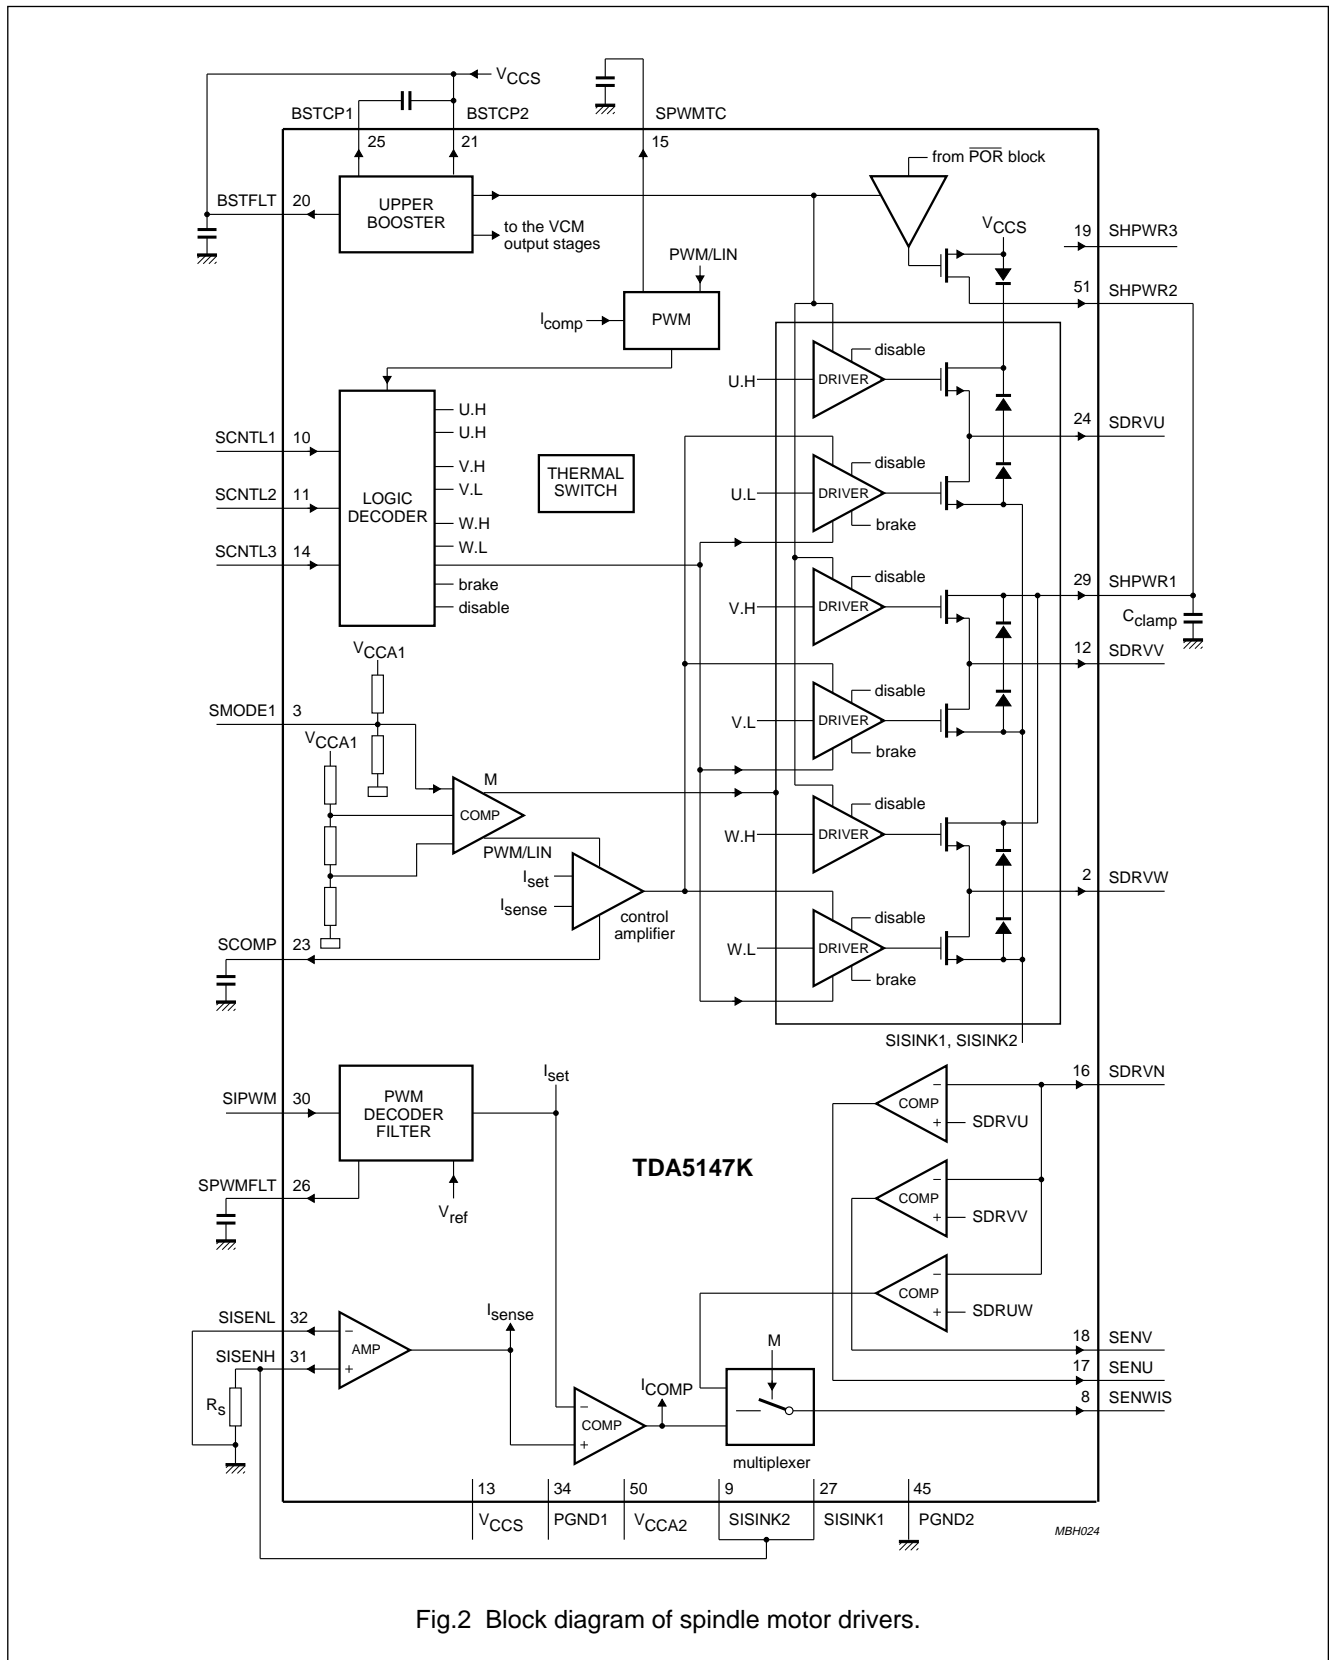 VCCS
BSTCP1
BSTCP2
SPWMTC
25
21
15
from POR block
BSTFLT 20
UPPER
BOOSTER
to the VCM
output stages
VCCS
19 SHPWR3
PWM/LIN
51 SHPWR2
Icomp
PWM
disable
U.H
DRIVER
SCNTL1 10
U.H
U.H
24 SDRVU
V.H
THERMAL
SWITCH
disable
SCNTL2 11
LOGIC
DECODER
V.L
U.L
DRIVER
W.H
brake
SCNTL3 14
W.L
brake
disable
disable
29 SHPWR1
V.H
DRIVER
Cclamp
VCCA1
12 SDRVV
SMODE1 3
disable
V.L
DRIVER
VCCA1
brake
M
COMP
disable
W.H
DRIVER
PWM/LIN
Iset
Isense
2 SDRVW
control
amplifier
disable
SCOMP 23
W.L
DRIVER
brake
SISINK1, SISINK2
Iset
16 SDRVN
SIPWM 30
PWM
DECODER
FILTER
COMP
−
+
SDRVU
TDA5147K
SPWMFLT 26
Vref
COMP
−
+
SDRVV
COMP
−
+
SDRUW
SISENL 32
Isense
−
AMP
+
18 SENV
SISENH 31
M
17 SENU
Rs
ICOMP
8 SENWIS
−
COMP
+
multiplexer
13
34
50
9
27
45
VCCS
PGND1
VCCA2
SISINK2
SISINK1
PGND2
MBH024
Fig.2 Block diagram of spindle motor drivers.